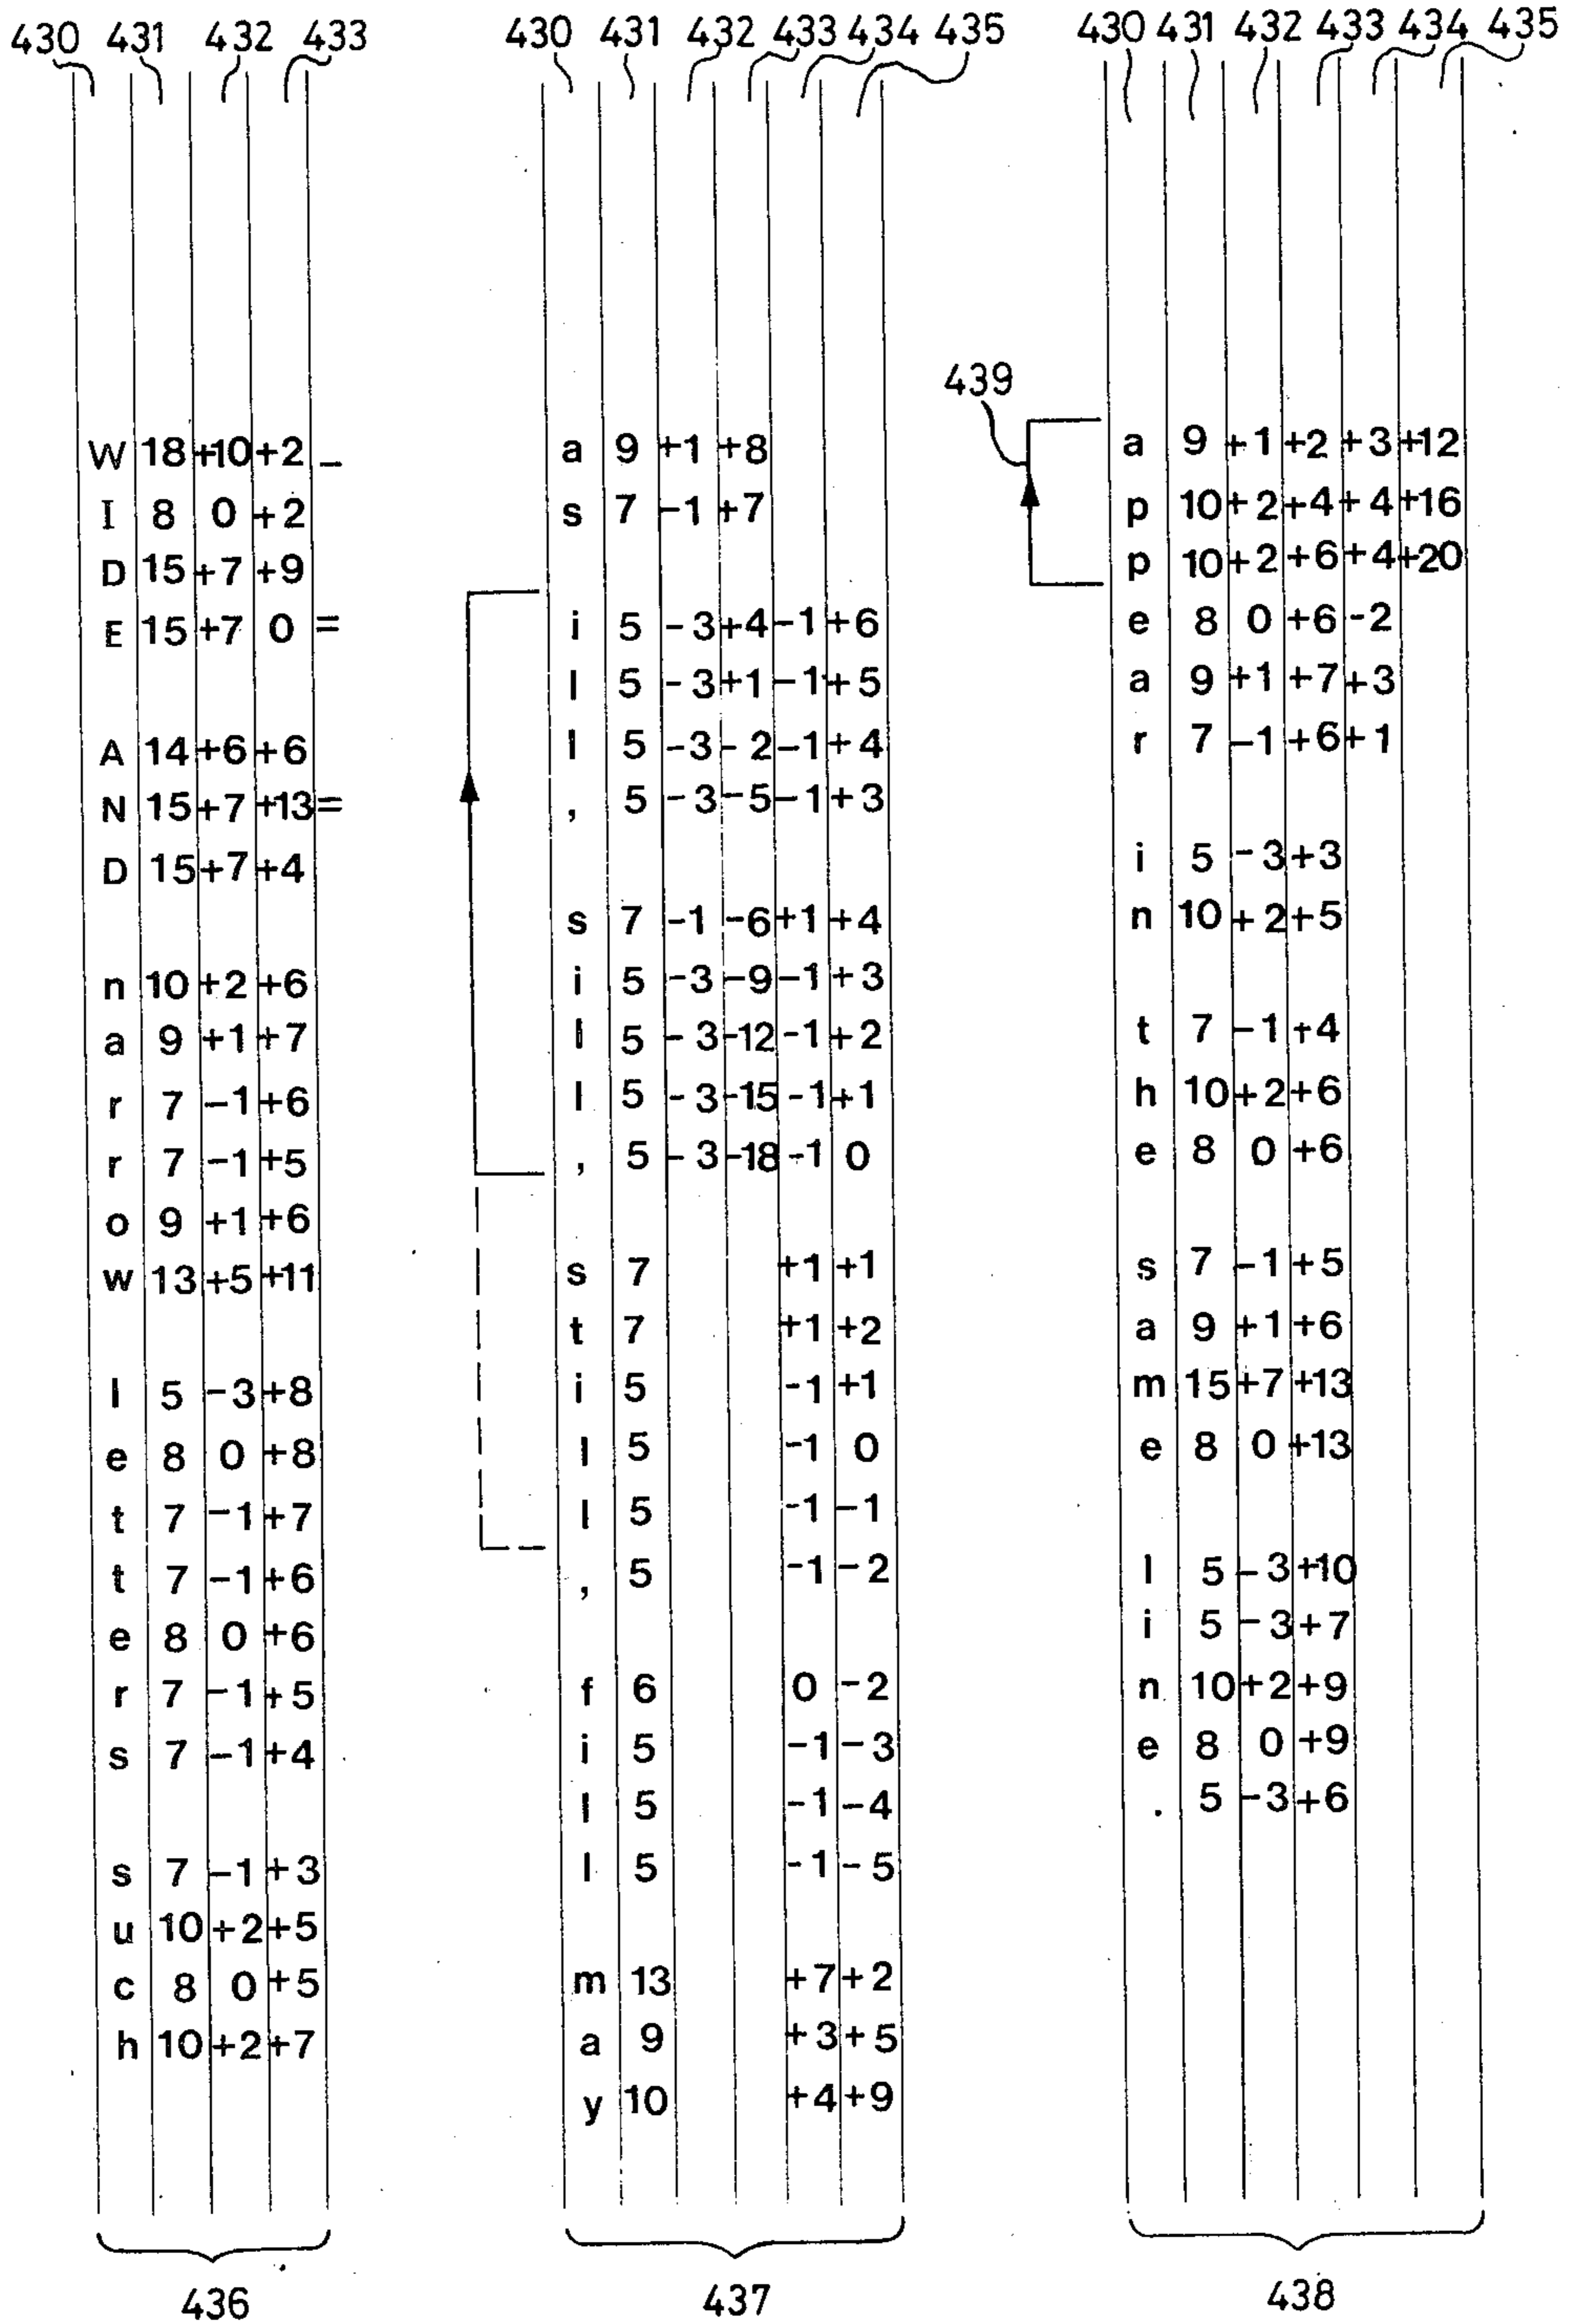 430 431 432 433
W 18 +10 +2 _
I 8 0 +2
D 15 +7 +9
E 15 +7 0 =
A 14 +6 +6
N 15 +7 +13 =
D 15 +7 +4
n 10 +2 +6
a 9 +1 +7
r 7 -1 +6
r 7 -1 +5
o 9 +1 +6
w 13 +5 +11
l 5 -3 +8
e 8 0 +8
t 7 -1 +7
t 7 -1 +6
e 8 0 +6
r 7 -1 +5
s 7 -1 +4
s 7 -1 +3
u 10 +2 +5
c 8 0 +5
h 10 +2 +7
436
430 431 432 433 434 435
a 9 +1 +8
s 7 -1 +7
i 5 -3 +4 -1 +6
l 5 -3 +1 -1 +5
l 5 -3 -2 -1 +4
, 5 -3 -5 -1 +3
s 7 -1 -6 +1 +4
i 5 -3 -9 -1 +3
l 5 -3 -12 -1 +2
l 5 -3 -15 -1 +1
, 5 -3 -18 -1 0
s 7 +1 +1
t 7 +1 +2
i 5 -1 +1
l 5 -1 0
l 5 -1 -1
, 5 -1 -2
f 6 0 -2
i 5 -1 -3
l 5 -1 -4
l 5 -1 -5
m 13 +7 +2
a 9 +3 +5
y 10 +4 +9
437
430 431 432 433 434 435
439
a 9 +1 +2 +3 +12
p 10 +2 +4 +4 +16
p 10 +2 +6 +4 +20
e 8 0 +6 -2
a 9 +1 +7 +3
r 7 -1 +6 +1
i 5 -3 +3
n 10 +2 +5
t 7 -1 +4
h 10 +2 +6
e 8 0 +6
s 7 -1 +5
a 9 +1 +6
m 15 +7 +13
e 8 0 +13
l 5 -3 +10
i 5 -3 +7
n 10 +2 +9
e 8 0 +9
. 5 -3 +6
438